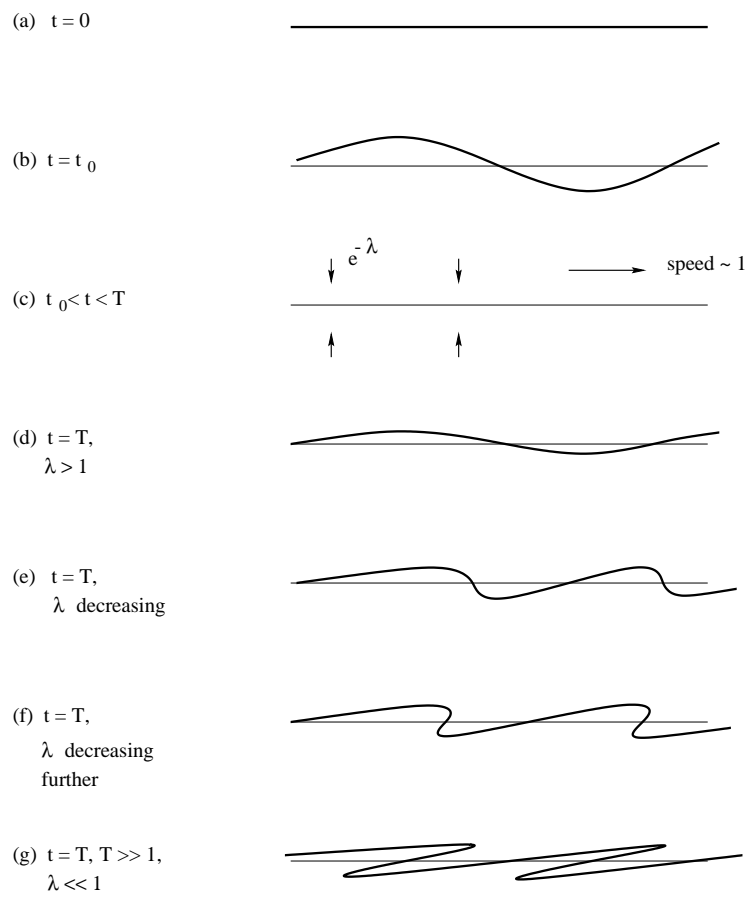 (a) t = 0
(b) t = t 0
e - λ
speed ~ 1
(c) t 0 < t < T
(d) t = T,
λ > 1
(e) t = T,
λ decreasing
(f) t = T,
λ decreasing
further
(g) t = T, T >> 1,
λ << 1